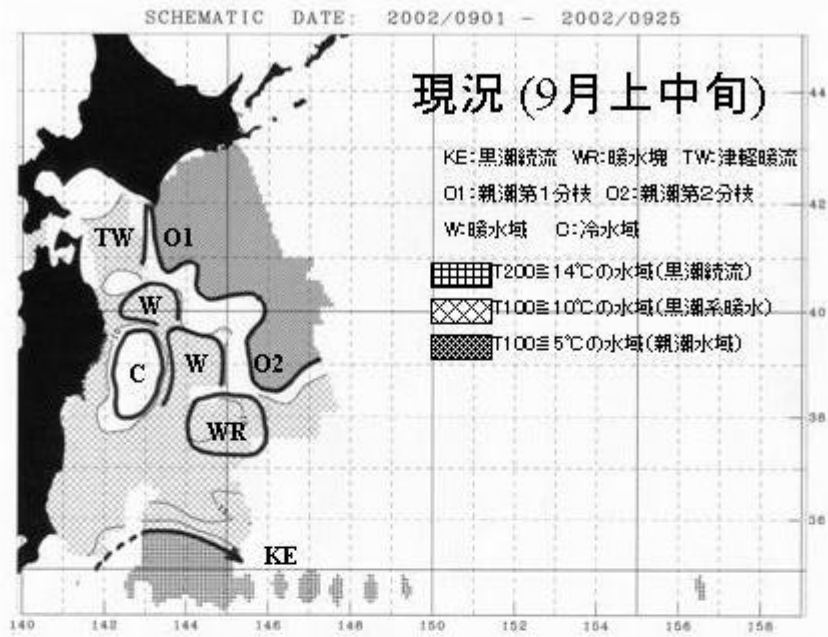 SCHEMATIC DATE: 2002/0901 - 2002/0925
現況 (9月上中旬)
KE:黒潮続流 WR:暖水塊 TW:津軽暖流
O1:親潮第1分枝 O2:親潮第2分枝
W:暖水域 C:冷水域
T200≧14℃の水域(黒潮続流)
T100≧10℃の水域(黒潮系暖水)
T100≦5℃の水域(親潮水域)
TW
O1
W
C
W
O2
WR
KE
44
42
40
38
36
140 142 144 146 148 150 152 154 156 158